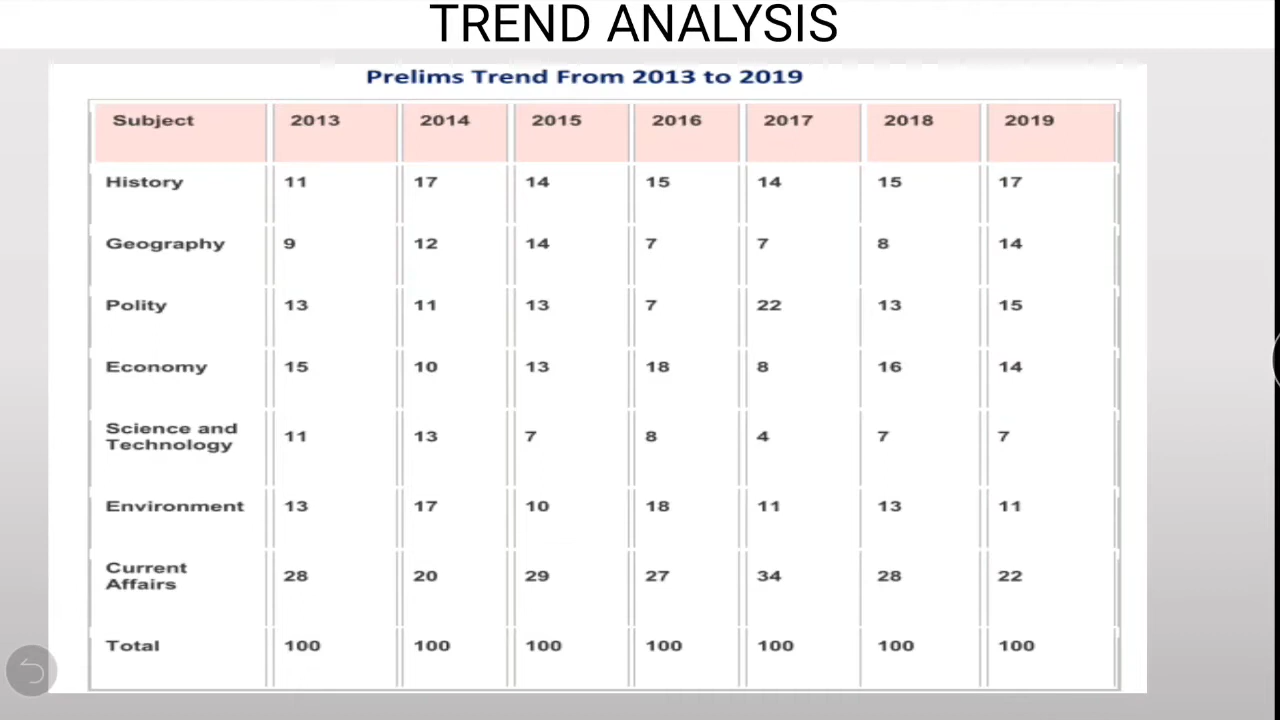 TREND ANALYSIS
Prelims Trend From 2013 to 2019
Subject 2013 2014 2015 2016 2017 2018 2019
History 11 17 14 15 14 15 17
Geography 9 12 14 7 7 8 14
Polity 13 11 13 7 22 13 15
Economy 15 10 13 18 8 16 14
Science and
Technology 11 13 7 8 4 7 7
Environment 13 17 10 18 11 13 11
Current
Affairs 28 20 29 27 34 28 22
Total 100 100 100 100 100 100 100